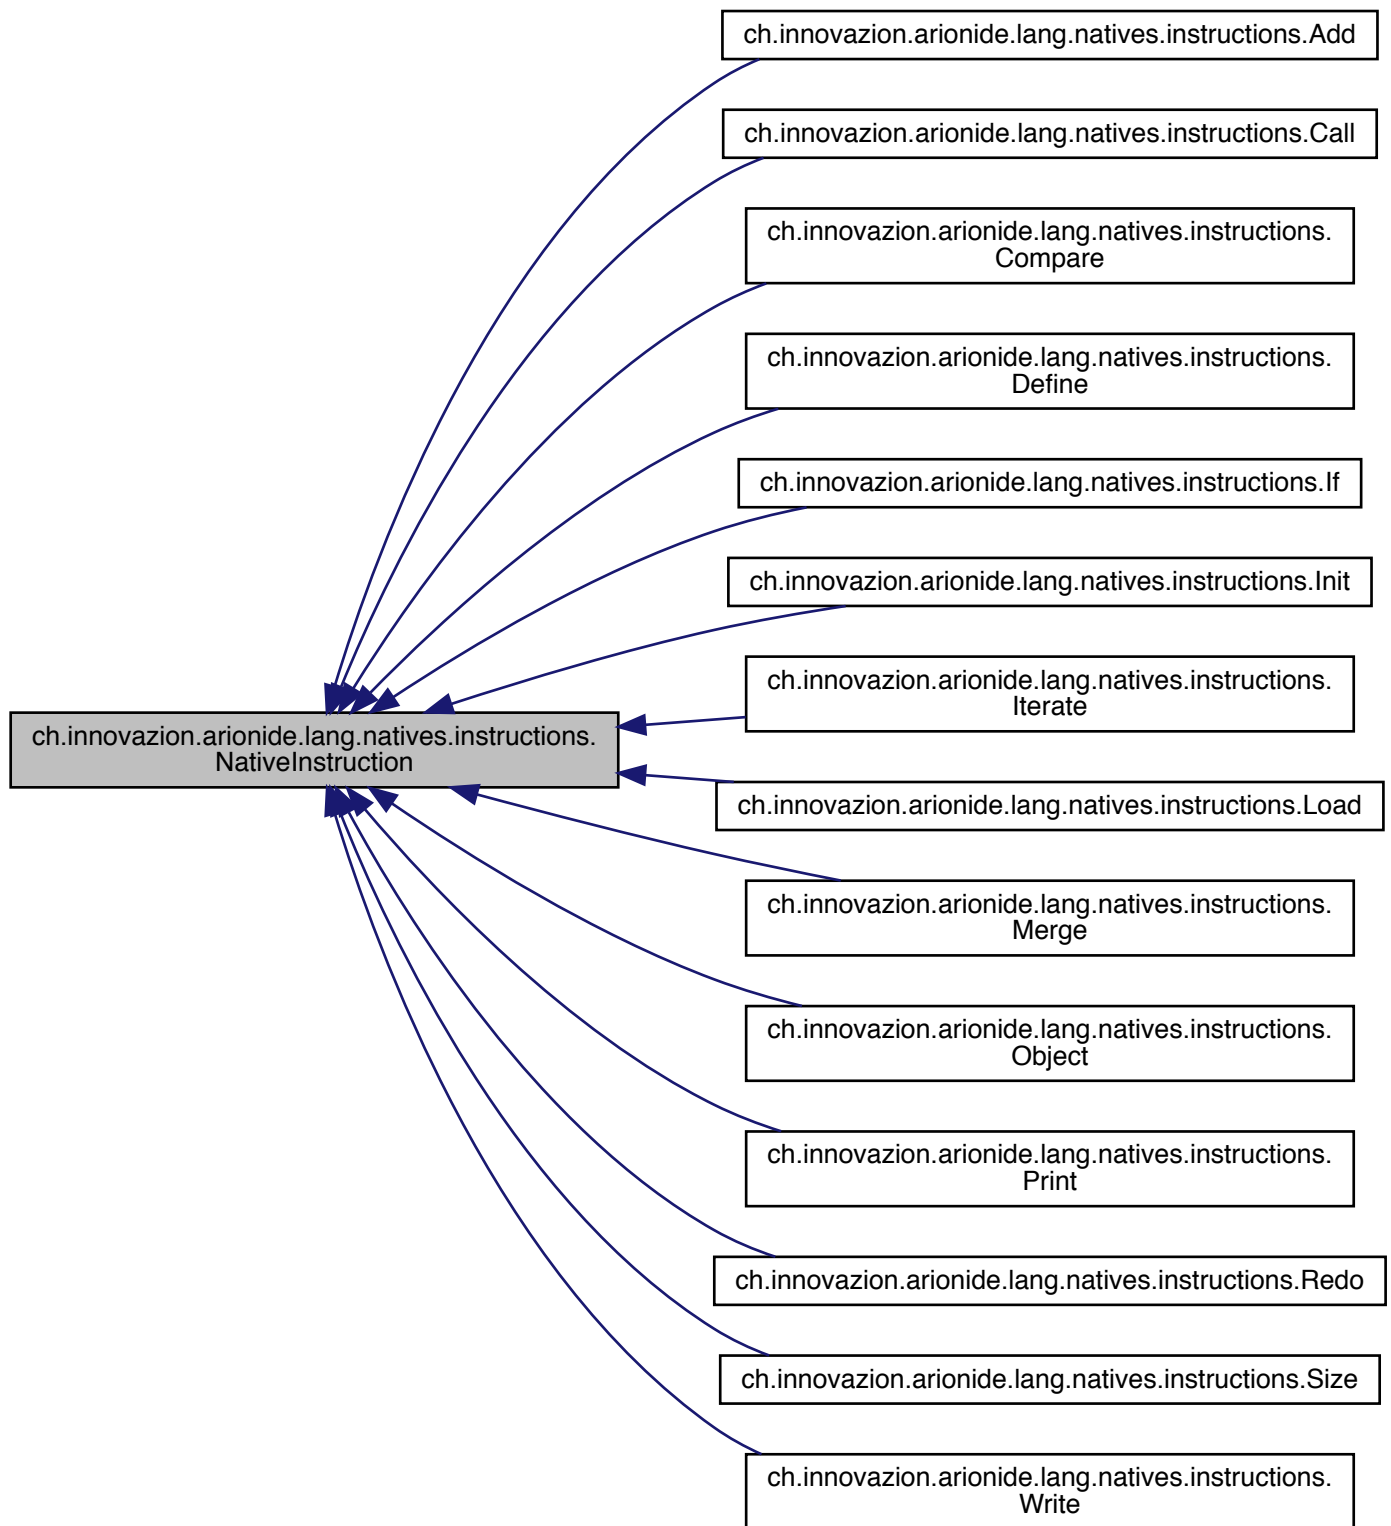 ch.innovazion.arionide.lang.natives.instructions.Add
ch.innovazion.arionide.lang.natives.instructions.Call
ch.innovazion.arionide.lang.natives.instructions.
Compare
ch.innovazion.arionide.lang.natives.instructions.
Define
ch.innovazion.arionide.lang.natives.instructions.If
ch.innovazion.arionide.lang.natives.instructions.Init
ch.innovazion.arionide.lang.natives.instructions.
Iterate
ch.innovazion.arionide.lang.natives.instructions.
NativeInstruction
ch.innovazion.arionide.lang.natives.instructions.Load
ch.innovazion.arionide.lang.natives.instructions.
Merge
ch.innovazion.arionide.lang.natives.instructions.
Object
ch.innovazion.arionide.lang.natives.instructions.
Print
ch.innovazion.arionide.lang.natives.instructions.Redo
ch.innovazion.arionide.lang.natives.instructions.Size
ch.innovazion.arionide.lang.natives.instructions.
Write